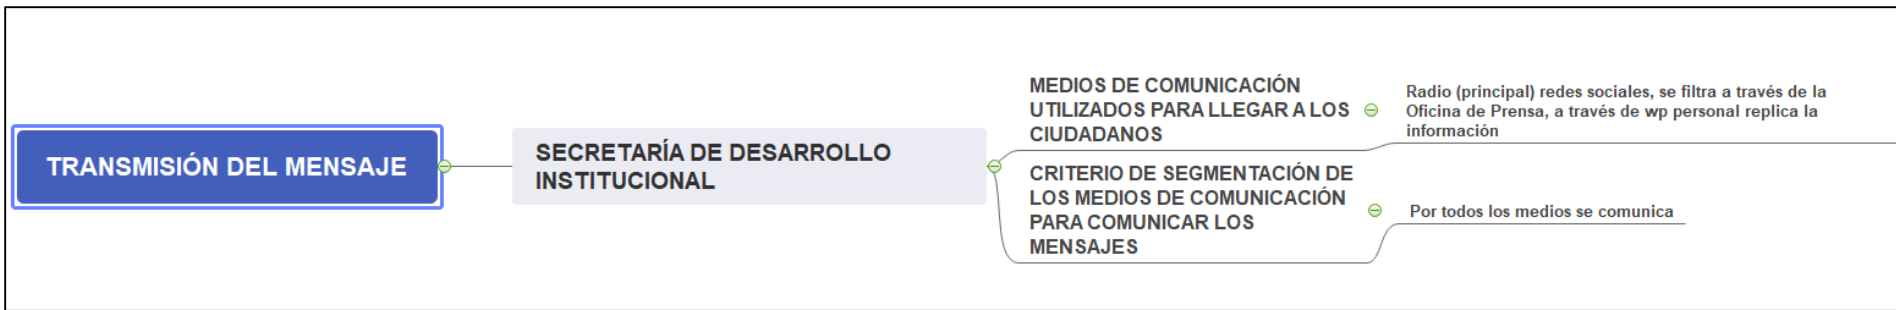 TRANSMISIÓN DEL MENSAJE
SECRETARÍA DE DESARROLLO
INSTITUCIONAL
MEDIOS DE COMUNICACIÓN
UTILIZADOS PARA LLEGAR A LOS
CIUDADANOS
Radio (principal) redes sociales, se filtra a través de la
Oficina de Prensa, a través de wp personal replica la
información
CRITERIO DE SEGMENTACIÓN DE
LOS MEDIOS DE COMUNICACIÓN
PARA COMUNICAR LOS
MENSAJES
Por todos los medios se comunica